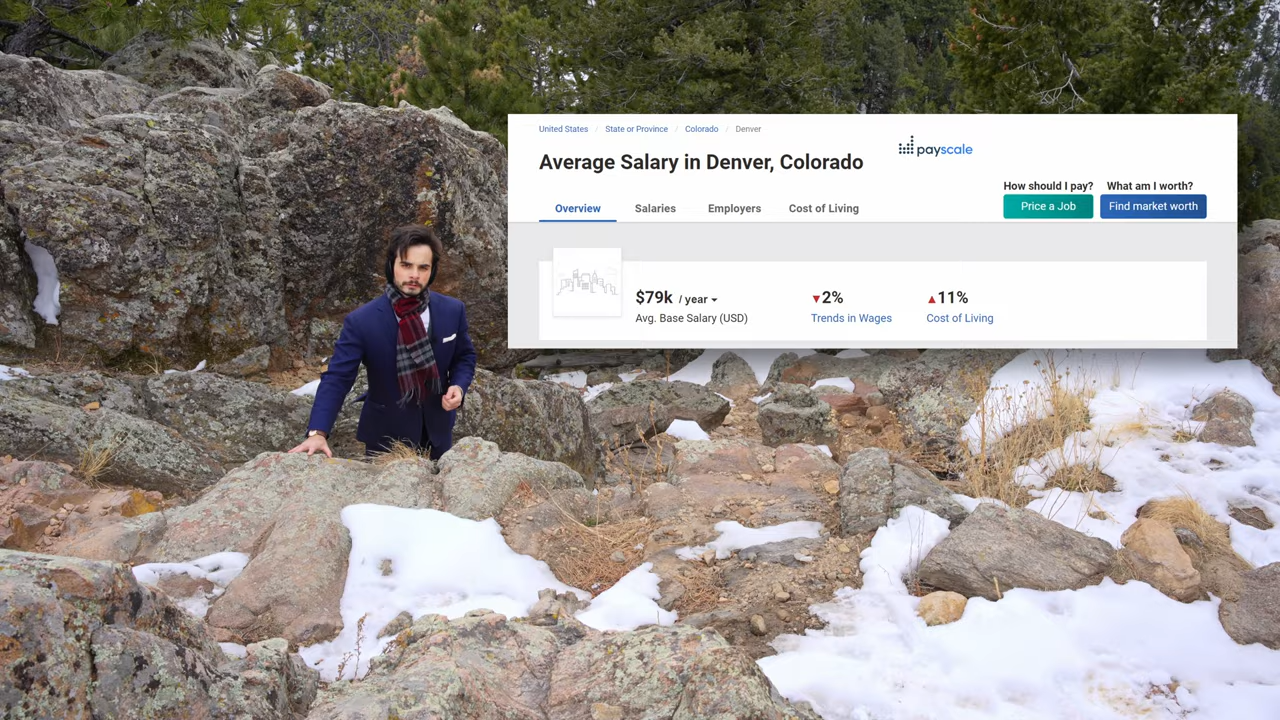 United States / State or Province / Colorado / Denver
payscale
Average Salary in Denver, Colorado
How should I pay? What am I worth?
Price a Job Find market worth
Overview Salaries Employers Cost of Living
$79k / year ▾ ▼2% ▲11%
Avg. Base Salary (USD) Trends in Wages Cost of Living